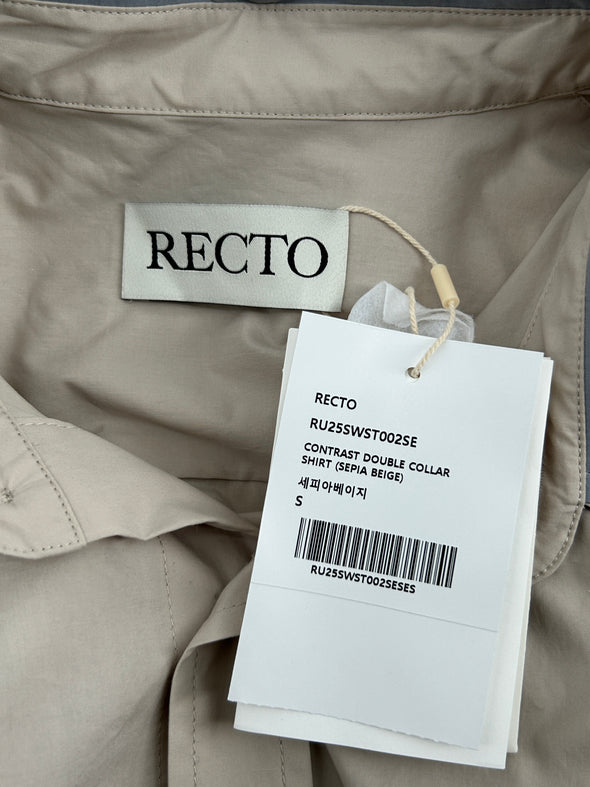 RECTO
RECTO
RU25SWST002SE
CONTRAST DOUBLE COLLAR
SHIRT (SEPIA BEIGE)
세피아베이지
S
RU25SWST002SESES